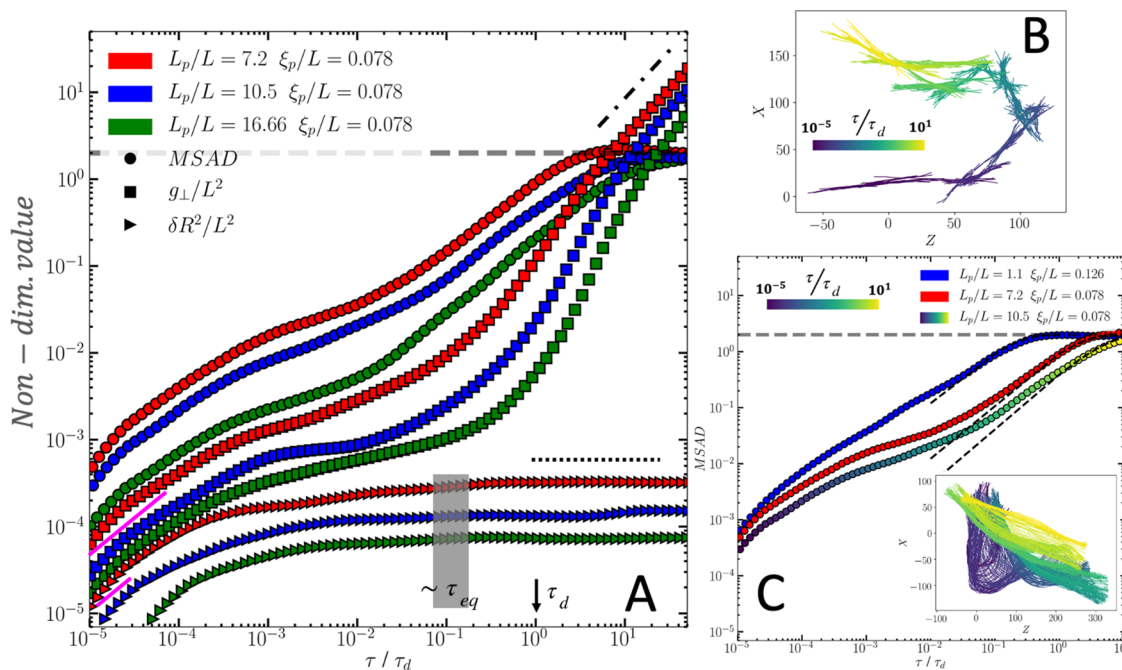 Non − dim. value
10^1
10^0
10^−1
10^−2
10^−3
10^−4
10^−5
L_p/L = 7.2 ξ_p/L = 0.078
L_p/L = 10.5 ξ_p/L = 0.078
L_p/L = 16.66 ξ_p/L = 0.078
MSAD
g_⊥/L^2
δR^2/L^2
~ τ_eq
τ_d
A
10^−5 10^−4 10^−3 10^−2 10^−1 10^0 10^1
τ / τ_d
B
X
150
100
50
0
τ/τ_d
10^−5 10^1
−50 0 50 100
Z
MSAD
10^2
10^1
10^0
10^−1
10^−2
10^−3
10^−4
10^−5
τ/τ_d
10^−5 10^1
L_p/L = 1.1 ξ_p/L = 0.126
L_p/L = 7.2 ξ_p/L = 0.078
L_p/L = 10.5 ξ_p/L = 0.078
C
X
100
50
0
−50
−100
−100 0 100 200 300
Z
10^−5 10^−4 10^−3 10^−2 10^−1 10^0 10^1
τ / τ_d